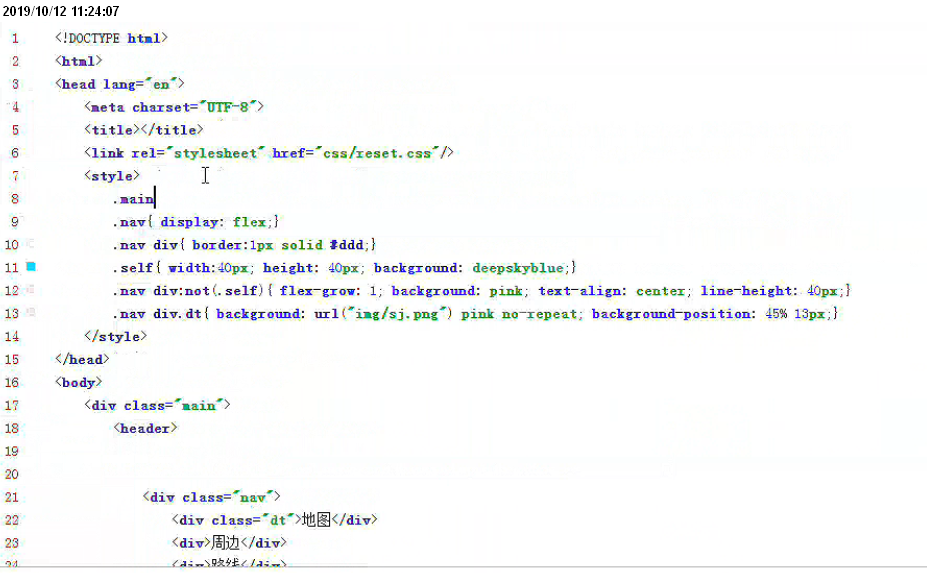 2019/10/12 11:24:07
1 <!DOCTYPE html>
2 <html>
3 <head lang="en">
4 <meta charset="UTF-8">
5 <title></title>
6 <link rel="stylesheet" href="css/reset.css"/>
7 <style>
8 .main
9 .nav{ display: flex;}
10 .nav div{ border:1px solid #ddd;}
11 .self{ width:40px; height: 40px; background: deepskyblue;}
12 .nav div:not(.self){ flex-grow: 1; background: pink; text-align: center; line-height: 40px;}
13 .nav div.dt{ background: url("img/sj.png") pink no-repeat; background-position: 45% 13px;}
14 </style>
15 </head>
16 <body>
17 <div class="main">
18 <header>
19
20
21 <div class="nav">
22 <div class="dt">地图</div>
23 <div>周边</div>
24 <div>路线</div>